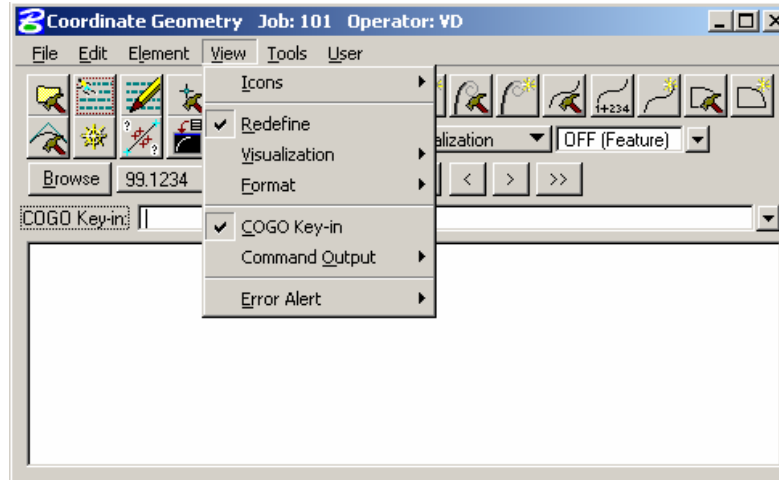 Coordinate Geometry Job: 101 Operator: VD
File Edit Element View Tools User
Icons
1+234
Redefine
? ?
alization OFF (Feature)
Visualization
Browse 99.1234 < > >>
Format
COGO Key-in:
COGO Key-in
Command Output
Error Alert